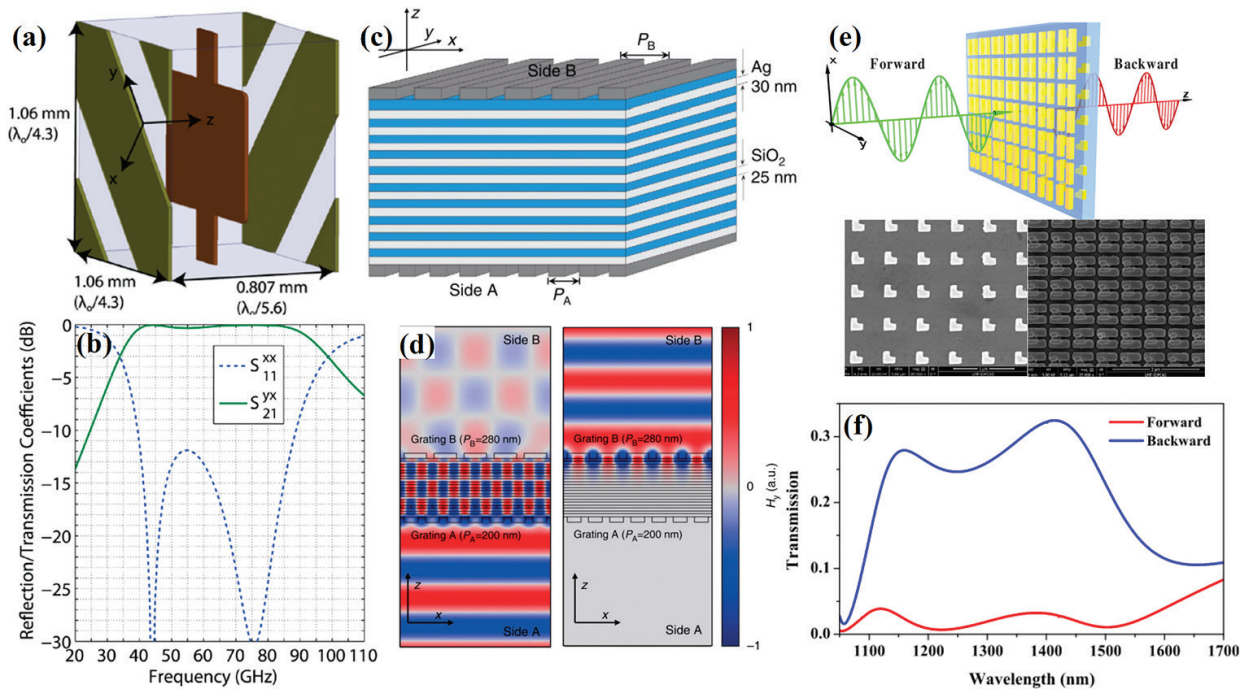 (a)
y
z
x
1.06 mm
(λo/4.3)
1.06 mm
(λo/4.3)
0.807 mm
(λo/5.6)
(b)
Reflection/Transmission Coefficients (dB)
0
−5
−10
−15
−20
−25
−30
S11xx
S21yx
20 30 40 50 60 70 80 90 100 110
Frequency (GHz)
(c)
z
y
x
PB
Side B
Ag
30 nm
SiO2
25 nm
Side A
PA
(d)
Side B
Grating B (PB=280 nm)
Grating A (PA=200 nm)
z
x
Side A
Side B
Grating B (PB=280 nm)
Grating A (PA=200 nm)
z
x
Side A
1
0
−1
Hy (a.u.)
(e)
x
y
Forward
Backward
z
(f)
Forward
Backward
Transmission
0.3
0.2
0.1
0.0
1100 1200 1300 1400 1500 1600 1700
Wavelength (nm)